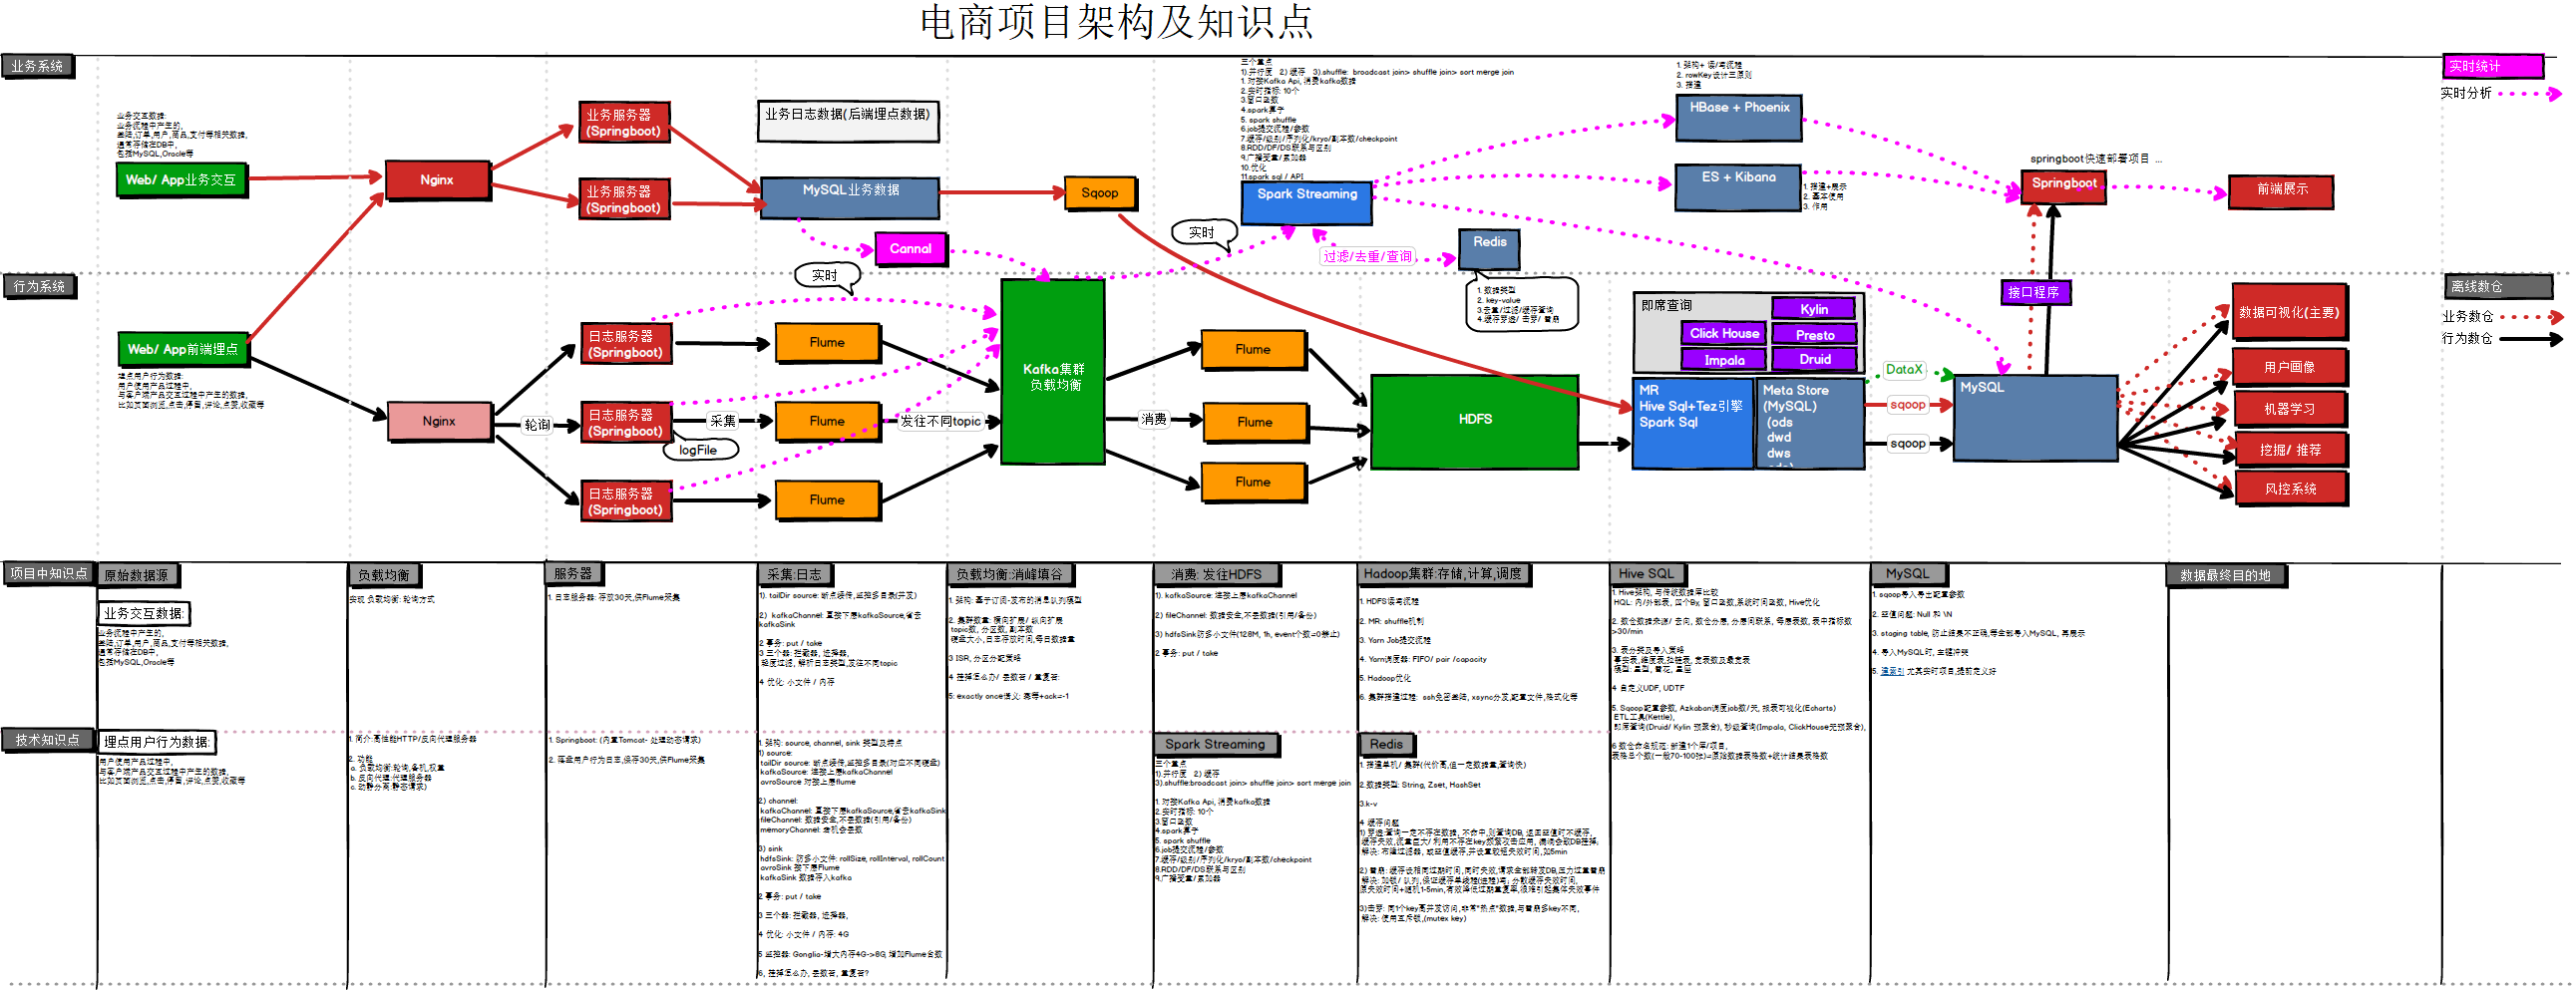 电商项目架构及知识点
业务系统
业务交互数据:
业务流程中产生的,
登陆,订单,用户,商品,支付等相关数据,
通常存储在DB中,
包括MySQL,Oracle等
Web/ App业务交互
Nginx
业务服务器
(Springboot)
业务服务器
(Springboot)
业务日志数据(后端埋点数据)
MySQL业务数据
Cannal
Sqoop
实时
实时
三个重点
1).并行度 2) 缓存 3).shuffle: broadcast join> shuffle join> sort merge join
1. 对接Kafka Api, 消费kafka数据
2.实时指标: 10个
3.窗口函数
4.spark算子
5. spark shuffle
6.job提交流程/参数
7.缓存/级别/序列化/kryo/副本数/checkpoint
8.RDD/DF/DS联系与区别
9.广播变量/累加器
10.优化
11.spark sql / API
Spark Streaming
过滤/去重/查询
Redis
1. 数据类型
2. key-value
3.去重/过滤/缓存查询
4.缓存穿透/ 击穿/ 雪崩
1. 架构+ 读/写流程
2. rowKey设计三原则
3. 搭建
HBase + Phoenix
ES + Kibana
1. 搭建+展示
2. 基本使用
3. 作用
springboot快速部署项目 ...
Springboot
前端展示
实时统计
实时分析
行为系统
Web/ App前端埋点
埋点用户行为数据:
用户使用产品过程中,
与客户端产品交互过程中产生的数据,
比如页面浏览,点击,停留,评论,点赞,收藏等
Nginx
轮询
日志服务器
(Springboot)
日志服务器
(Springboot)
logFile
日志服务器
(Springboot)
采集
Flume
Flume
Flume
发往不同topic
Kafka集群
负载均衡
消费
Flume
Flume
Flume
HDFS
即席查询
Kylin
Click House
Presto
Impala
Druid
MR
Hive Sql+Tez引擎
Spark Sql
Meta Store
(MySQL)
(ods
dwd
dws
DataX
sqoop
sqoop
MySQL
接口程序
数据可视化(主要)
用户画像
机器学习
挖掘/ 推荐
风控系统
离线数仓
业务数仓
行为数仓
项目中知识点
原始数据源
业务交互数据:
业务流程中产生的,
登陆,订单,用户,商品,支付等相关数据,
通常存储在DB中,
包括MySQL,Oracle等
负载均衡
实现 负载均衡: 轮询方式
服务器
1. 日志服务器: 存放30天,供Flume采集
采集:日志
1). tailDir source: 断点续传,监控多目录(开发)
2) kafkaChannel: 直接下层kafkaSource,省去
kafkaSink
2 事务: put / take
3 三个器: 拦截器, 选择器,
轻度过滤, 解析日志类型,发往不同topic
4 优化: 小文件 / 内存
负载均衡:消峰填谷
1. 架构: 基于订阅-发布的消息队列模型
2. 集群数量: 横向扩展/ 纵向扩展
topic数, 分区数, 副本数
硬盘大小,日志存放时间,每日数据量
3 ISR, 分区分配策略
4 挂掉怎么办/ 丢数否 / 重复否:
5: exactly once语义: 幂等+ack=-1
消费: 发往HDFS
1). kafkaSource: 连接上层kafkaChannel
2) fileChannel: 数据安全,不丢数据(引用/备份)
3) hdfsSink防多小文件(128M, 1h, event个数=0禁止)
2 事务: put / take
Hadoop集群:存储,计算,调度
1. HDFS读写流程
2. MR: shuffle机制
3. Yarn Job提交流程
4. Yarn调度器: FIFO/ pair /capacity
5. Hadoop优化
6. 集群搭建过程: ssh免密登陆, xsync分发,配置文件,格式化等
Hive SQL
1. Hive架构, 与传统数据库比较
HQL: 内/外部表, 四个By, 窗口函数,系统时间函数, Hive优化
2. 数仓数据来源/ 去向, 数仓分层, 分层间联系, 每层表数, 表中指标数
>30/min
3. 表分类及导入策略
事实表,维度表,拉链表, 宽表数及最宽表
模型: 星型, 雪花, 星座
4 自定义UDF, UDTF
5. Sqoop配置参数, Azkaban调度job数/天, 报表可视化(Echarts)
ETL工具(Kettle),
即席查询(Druid/ Kylin 预聚合), 秒级查询(Impala, ClickHouse无预聚合),
6 数仓命名规范: 新建1个库/项目,
表格总个数(一般70-100张)=原始数据表格数+统计结果表格数
MySQL
1. sqoop导入导出配置参数
2. 空值问题: Null 和 \N
3. staging table, 防止结果不正确,等全部导入MySQL, 再展示
4. 导入MySQL时, 主键冲突
5. 建索引 尤其实时项目,提前定义好
数据最终目的地
技术知识点
埋点用户行为数据:
用户使用产品过程中,
与客户端产品交互过程中产生的数据,
比如页面浏览,点击,停留,评论,点赞,收藏等
1. 简介:高性能HTTP/反向代理服务器
2. 功能
a. 负载均衡:轮询,备机,权重
b. 反向代理:代理服务器
c. 动静分离:静态请求)
1. Springboot: (内置Tomcat- 处理动态请求)
2. 落盘用户行为日志,保存30天,供Flume采集
1. 架构: source, channel, sink 类型及特点
1) source:
tailDir source: 断点续传,监控多目录(对应不同硬盘)
kafkaSource: 连接上层kafkaChannel
avroSource 对接上层flume
2) channel:
kafkaChannel: 直接下层kafkaSource,省去kafkaSink
fileChannel: 数据安全,不丢数据(引用/备份)
memoryChannel: 宕机会丢数
3) sink
hdfsSink: 防多小文件: rollSize, rollInterval, rollCount
avroSink 接下层Flume
kafkaSink 数据存入kafka
2 事务: put / take
3 三个器: 拦截器, 选择器,
4 优化: 小文件 / 内存: 4G
5 监控器: Ganglia-增大内存4G->8G, 增加Flume台数
6, 挂掉怎么办, 丢数否, 重复否?
Spark Streaming
三个重点
1).并行度 2) 缓存
3).shuffle:broadcast join> shuffle join> sort merge join
1. 对接Kafka Api, 消费kafka数据
2.实时指标: 10个
3.窗口函数
4.spark算子
5. spark shuffle
6.job提交流程/参数
7.缓存/级别/序列化/kryo/副本数/checkpoint
8.RDD/DF/DS联系与区别
9.广播变量/累加器
Redis
1. 搭建单机/ 集群(代价高,但一定数据量,查询快)
2.数据类型: String, Zset, HashSet
3.k-v
4 缓存问题
1) 穿透:查询一定不存在数据, 不命中,则查询DB, 返回空值时不缓存,
缓存失效,流量巨大/ 利用不存在key频繁攻击应用, 漏洞会致DB挂掉;
解决: 布隆过滤器, 或空值缓存,并设置较短失效时间,如5min
2) 雪崩: 缓存设相同过期时间, 同时失效,请求全部转发DB,压力过重雪崩
解决: 加锁/ 队列,保证缓存单线程(进程)写; 分散缓存失效时间,
原失效时间+随机1-5min,有效降低过期重复率,很难引起集体失效事件
3)击穿: 同1个key高并发访问,非常"热点"数据,与雪崩多key不同,
解决: 使用互斥锁,(mutex key)